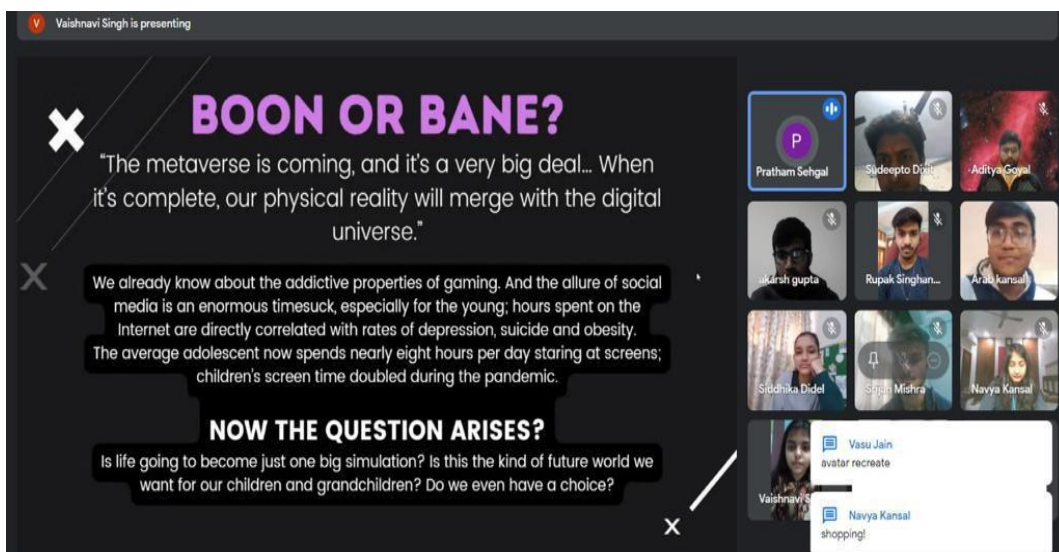 V
Vaishnavi Singh is presenting
BOON OR BANE?
“The metaverse is coming, and it's a very big deal... When
it's complete, our physical reality will merge with the digital
universe.”
We already know about the addictive properties of gaming. And the allure of social
media is an enormous timesuck, especially for the young; hours spent on the
Internet are directly correlated with rates of depression, suicide and obesity.
The average adolescent now spends nearly eight hours per day staring at screens;
children's screen time doubled during the pandemic.
NOW THE QUESTION ARISES?
Is life going to become just one big simulation? Is this the kind of future world we
want for our children and grandchildren? Do we even have a choice?
P
Pratham Sehgal
Sudeepto Dixit
Aditya Goyal
akarsh gupta
Rupak Singhan...
Arab kansal
Siddhika Didel
Srijan Mishra
Navya Kansal
Vaishnavi S
Vasu Jain
avatar recreate
Navya Kansal
shopping!